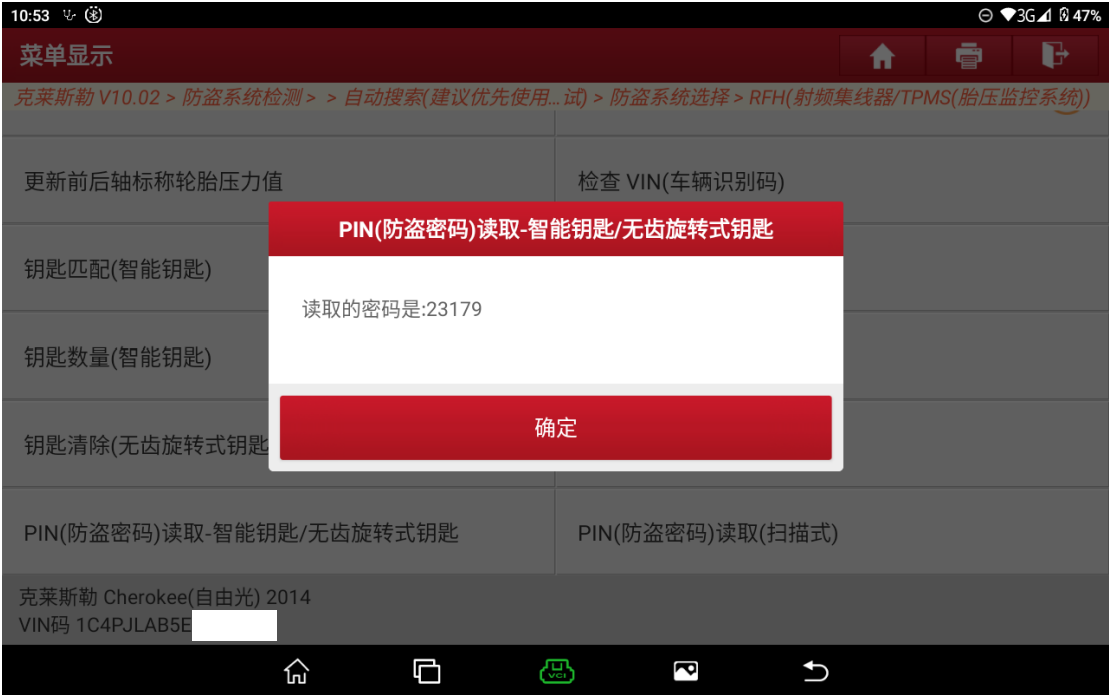 10:53 3G 47%
菜单显示
克莱斯勒 V10.02 > 防盗系统检测 > > 自动搜索(建议优先使用...试) > 防盗系统选择 > RFH(射频集线器/TPMS(胎压监控系统))
更新前后轴标称轮胎压力值 检查 VIN(车辆识别码)
PIN(防盗密码)读取-智能钥匙/无齿旋转式钥匙
钥匙匹配(智能钥匙)
读取的密码是:23179
钥匙数量(智能钥匙)
确定
钥匙清除(无齿旋转式钥匙
PIN(防盗密码)读取-智能钥匙/无齿旋转式钥匙 PIN(防盗密码)读取(扫描式)
克莱斯勒 Cherokee(自由光) 2014
VIN码 1C4PJLAB5E
VCI